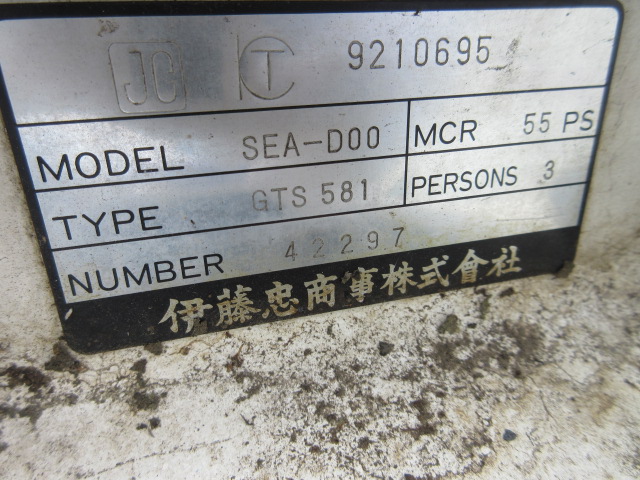 JC T 9210695
MODEL SEA-D00 MCR 55 PS
TYPE GTS 581 PERSONS 3
NUMBER 42297
伊藤忠商事株式會社